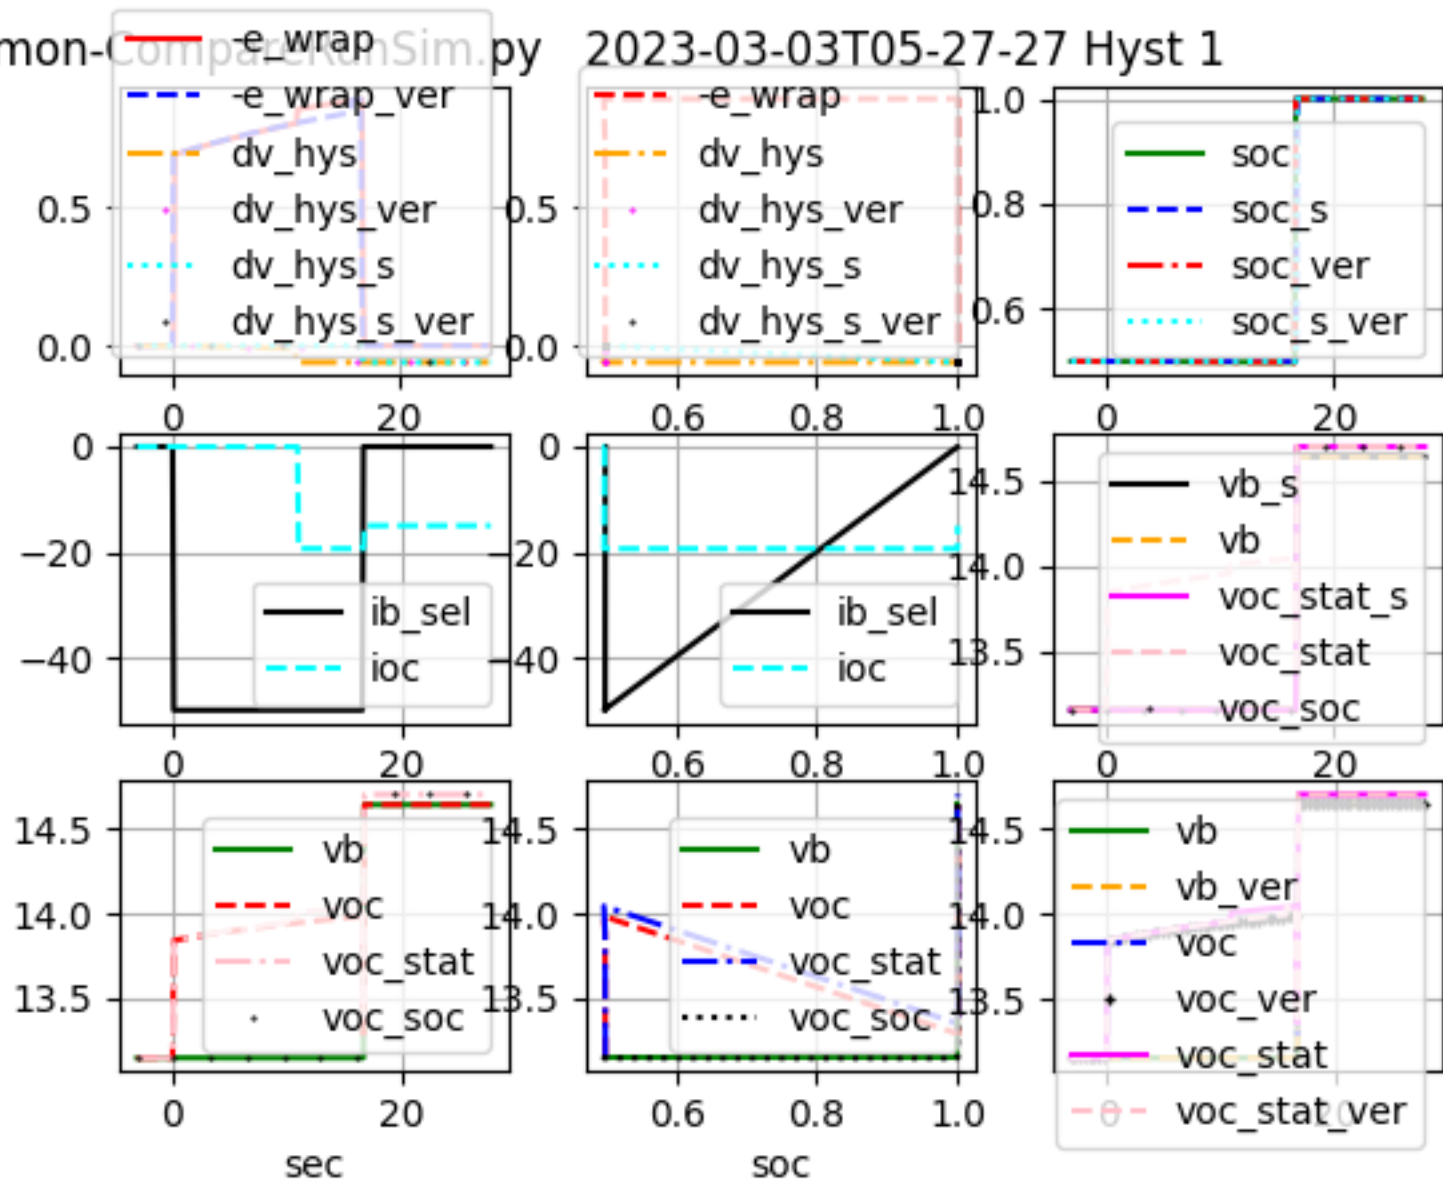 mon-CompareRunSim.py   2023-03-03T05-27-27 Hyst 1
-e_wrap
-e_wrap_ver
dv_hys
dv_hys_ver
dv_hys_s
dv_hys_s_ver
0.5
0.0
0
20
-e_wrap
dv_hys
dv_hys_ver
dv_hys_s
dv_hys_s_ver
0.5
0.0
0.6
0.8
1.0
soc
soc_s
soc_ver
soc_s_ver
1.0
0.8
0.6
0
20
0
−20
−40
ib_sel
ioc
0
20
0
−20
−40
ib_sel
ioc
0.6
0.8
1.0
14.5
14.0
13.5
vb_s
vb
voc_stat_s
voc_stat
voc_soc
0
20
14.5
14.0
13.5
vb
voc
voc_stat
voc_soc
0
20
sec
14.5
14.0
13.5
vb
voc
voc_stat
voc_soc
0.6
0.8
1.0
soc
14.5
14.0
13.5
vb
vb_ver
voc
voc_ver
voc_stat
voc_stat_ver
0
20